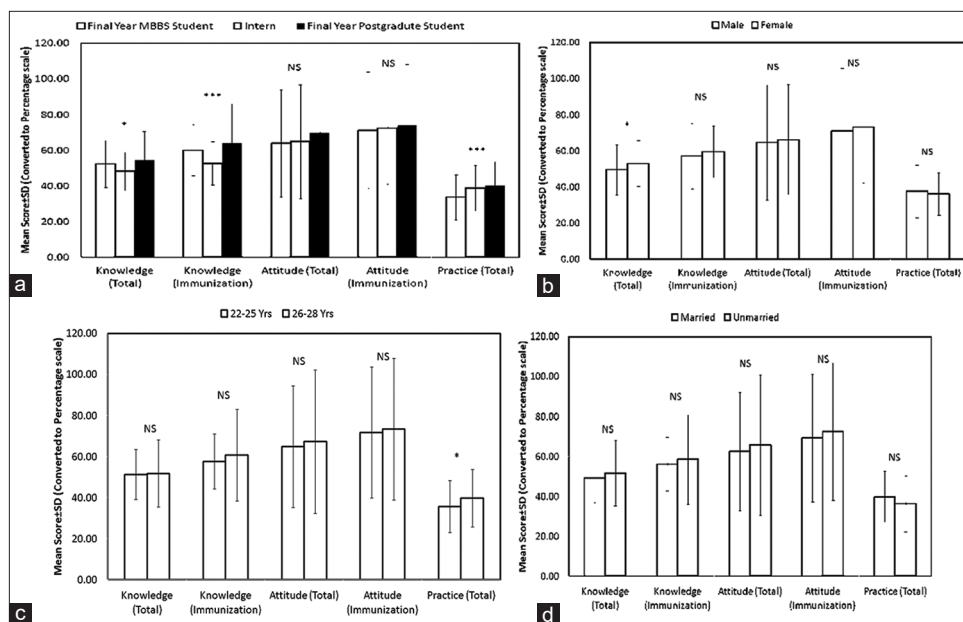 Final Year MBBS Student Intern Final Year Postgradute Student
Mean Score±SD (Converted to Percentage scale)
120.00
100.00
80.00
60.00
40.00
20.00
0.00
* *** NS NS ***
Knowledge (Total)
Knowledge (Immunization)
Attitude (Total)
Attitude (Immunization)
Practice (Total)
a
Male Female
Mean Score±SD (Converted to Percentage scale)
120.00
100.00
80.00
60.00
40.00
20.00
0.00
* NS NS NS NS
Knowledge (Total)
Knowledge (Immunization)
Attitude (Total)
Attitude (Immunization)
Practice (Total)
b
22-25 Yrs 26-28 Yrs
Mean Score±SD (Converted to Percentage scale)
120.00
100.00
80.00
60.00
40.00
20.00
0.00
NS NS NS NS *
Knowledge (Total)
Knowledge (Immunization)
Attitude (Total)
Attitude (Immunization)
Practice (Total)
c
Married Unmarried
Mean Score±SD (Converted to Percentage scale)
120.00
100.00
80.00
60.00
40.00
20.00
0.00
NS NS NS NS NS
Knowledge (Total)
Knowledge (Immunization)
Attitude (Total)
Attitude (Immunization)
Practice (Total)
d